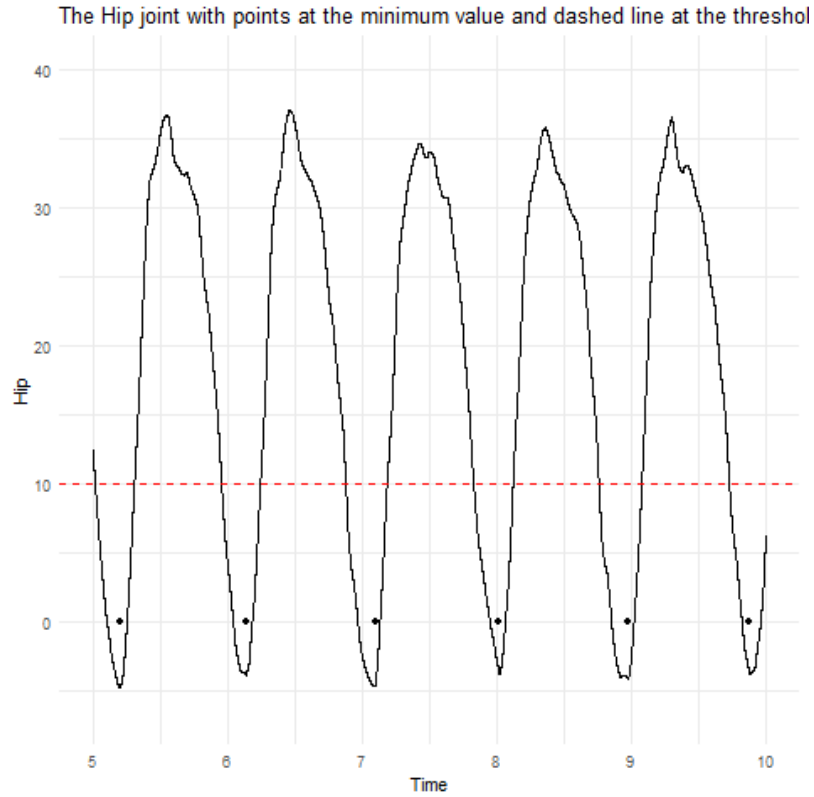 The Hip joint with points at the minimum value and dashed line at the threshol
40
30
20
10
0
Hip
5 6 7 8 9 10
Time